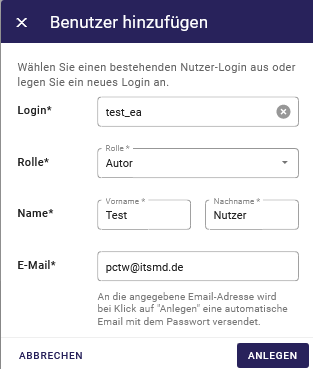 Benutzer hinzufügen
Wählen Sie einen bestehenden Nutzer-Login aus oder
legen Sie ein neues Login an.
Login*
test_ea
Rolle*
Rolle *
Autor
Name*
Vorname *
Test
Nachname *
Nutzer
E-Mail*
pctw@itsmd.de
An die angegebene Email-Adresse wird
bei Klick auf "Anlegen" eine automatische
Email mit dem Passwort versendet.
ABBRECHEN
ANLEGEN